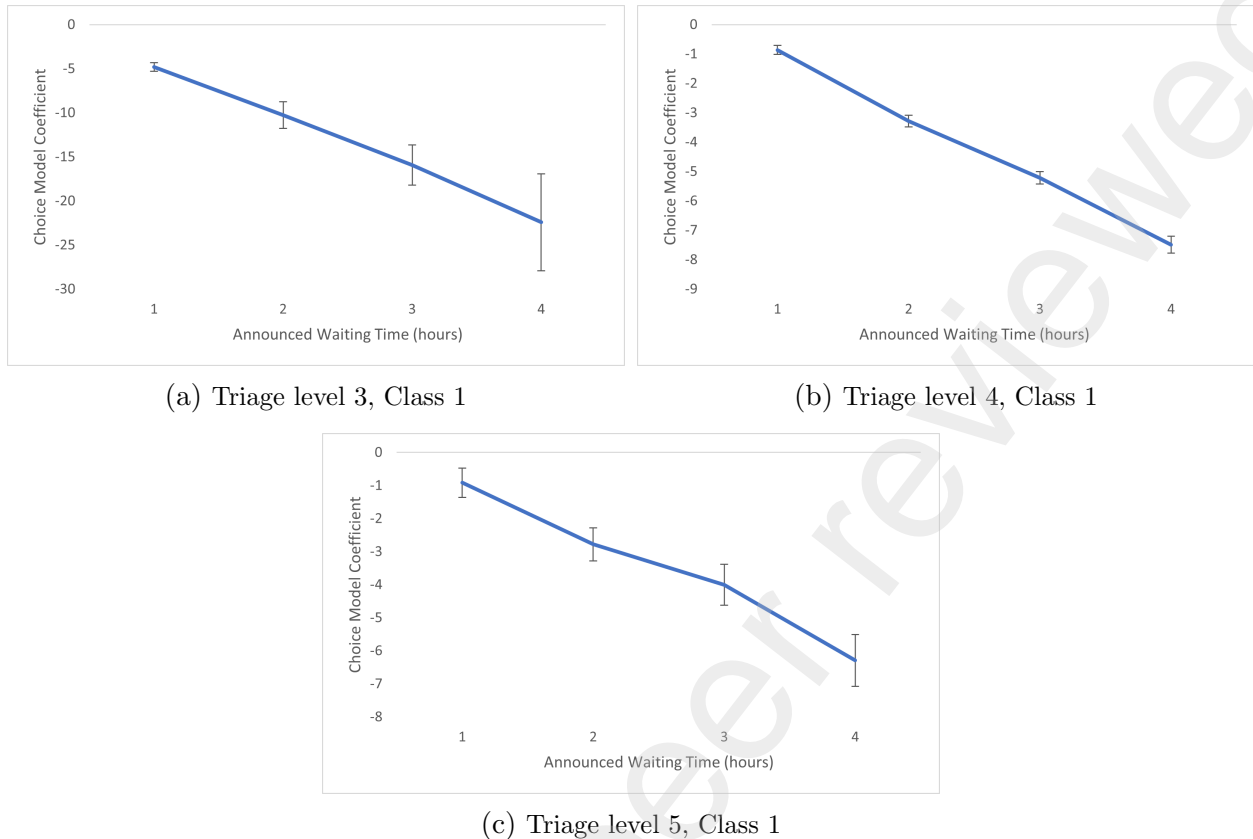 0
-5
-10
-15
-20
-25
-30
Choice Model Coefficient
1 2 3 4
Announced Waiting Time (hours)
(a) Triage level 3, Class 1
0
-1
-2
-3
-4
-5
-6
-7
-8
-9
Choice Model Coefficient
1 2 3 4
Announced Waiting Time (hours)
(b) Triage level 4, Class 1
0
-1
-2
-3
-4
-5
-6
-7
-8
Choice Model Coefficient
1 2 3 4
Announced Waiting Time (hours)
(c) Triage level 5, Class 1
eer reviewed